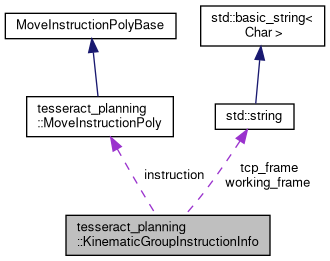 MoveInstructionPolyBase
std::basic_string<
Char >
tesseract_planning
::MoveInstructionPoly
std::string
instruction
tcp_frame
working_frame
tesseract_planning
::KinematicGroupInstructionInfo